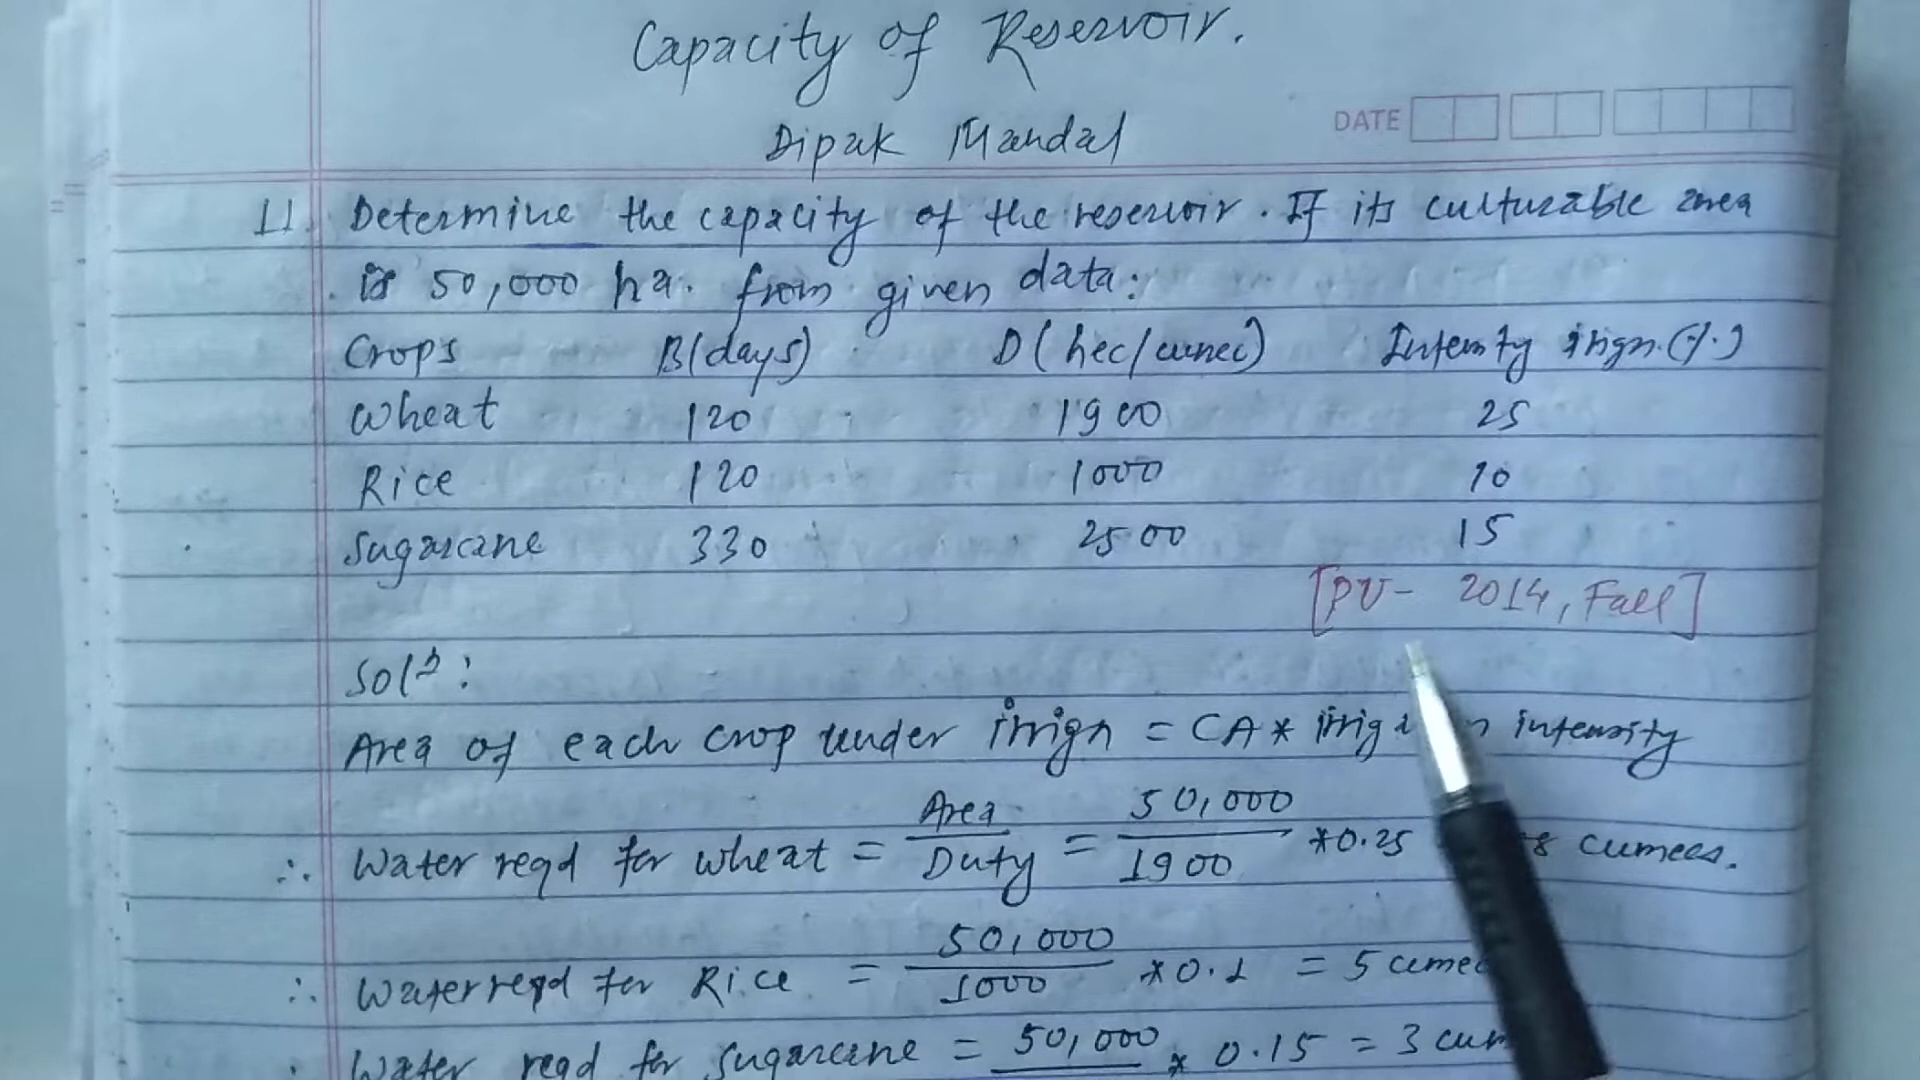 Capacity of Reservoir.
Dipak Mandal
DATE
11. Determine the capacity of the reservoir. If its culturable area
is 50,000 ha. from given data:
Crops B(days) D(hec/cumec) Intensity irign.(%)
Wheat 120 1900 25
Rice 120 1000 10
Sugarcane 330 2500 15
[PU- 2014, Fall]
Solⁿ:
Area of each crop under irrign = CA * intensity
∴ Water reqd for wheat = Area/Duty = 50,000/1900 *0.25 cumecs.
∴ Water reqd for Rice = 50,000/1000 *0.1 = 5
∴ Water reqd for sugarcane = 50,000 * 0.15 = 3